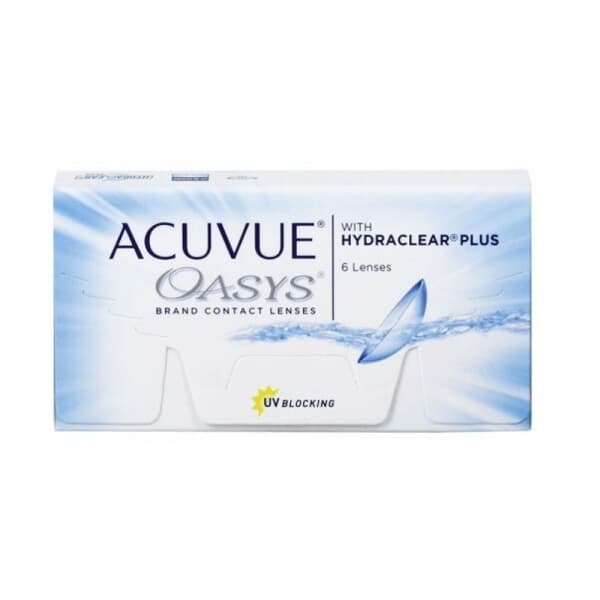 ACUVUE®
OASYS®
BRAND CONTACT LENSES
WITH
HYDRACLEAR® PLUS
6 Lenses
UV BLOCKING